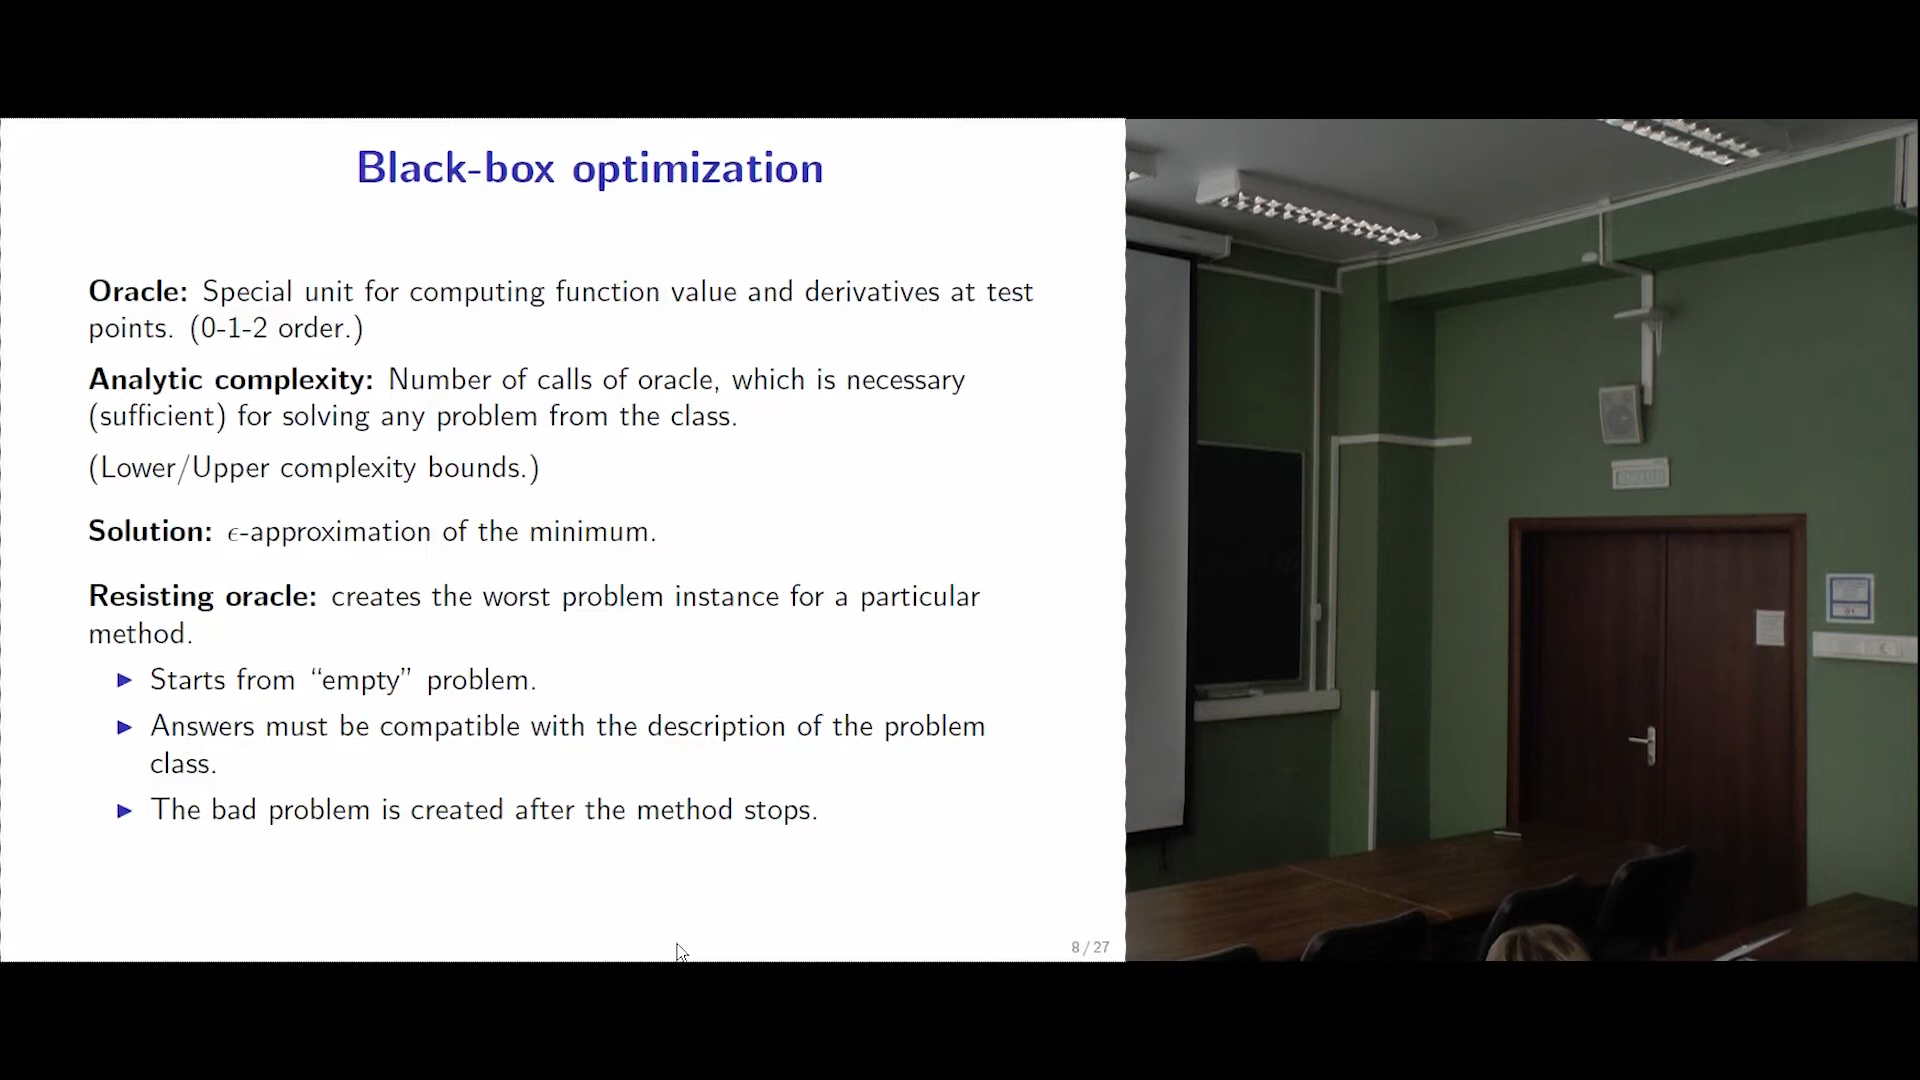 Black-box optimization
Oracle: Special unit for computing function value and derivatives at test
points. (0-1-2 order.)
Analytic complexity: Number of calls of oracle, which is necessary
(sufficient) for solving any problem from the class.
(Lower/Upper complexity bounds.)
Solution: ϵ-approximation of the minimum.
Resisting oracle: creates the worst problem instance for a particular
method.
▶ Starts from “empty” problem.
▶ Answers must be compatible with the description of the problem
class.
▶ The bad problem is created after the method stops.
8 / 27